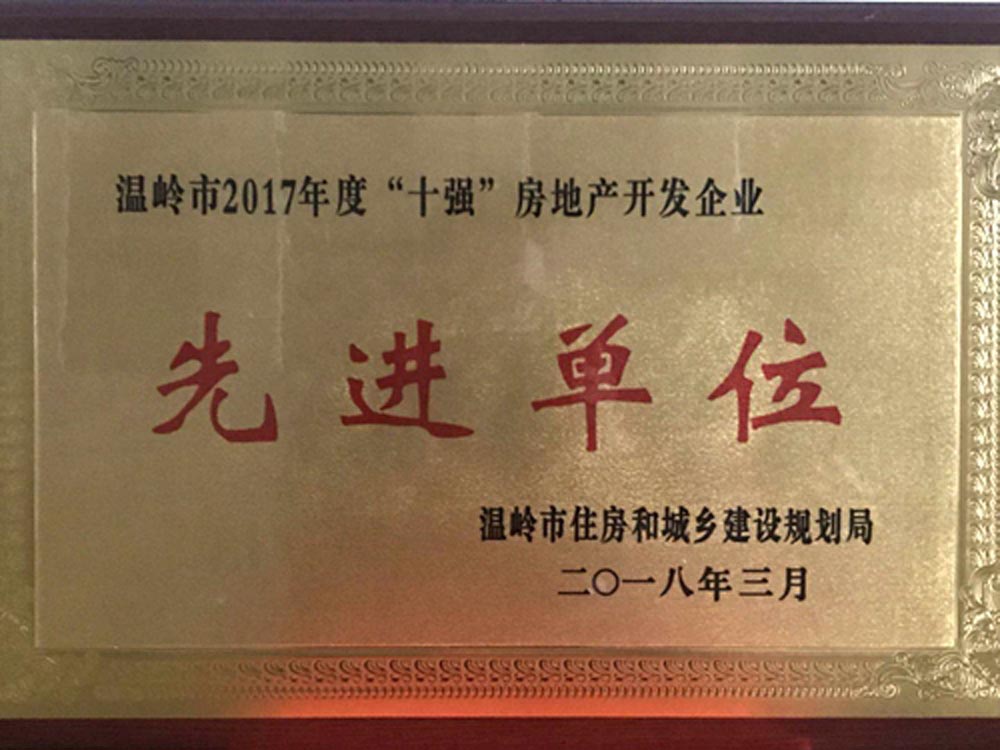 温岭市2017年度“十强”房地产开发企业
先进单位
温岭市住房和城乡建设规划局
二〇一八年三月